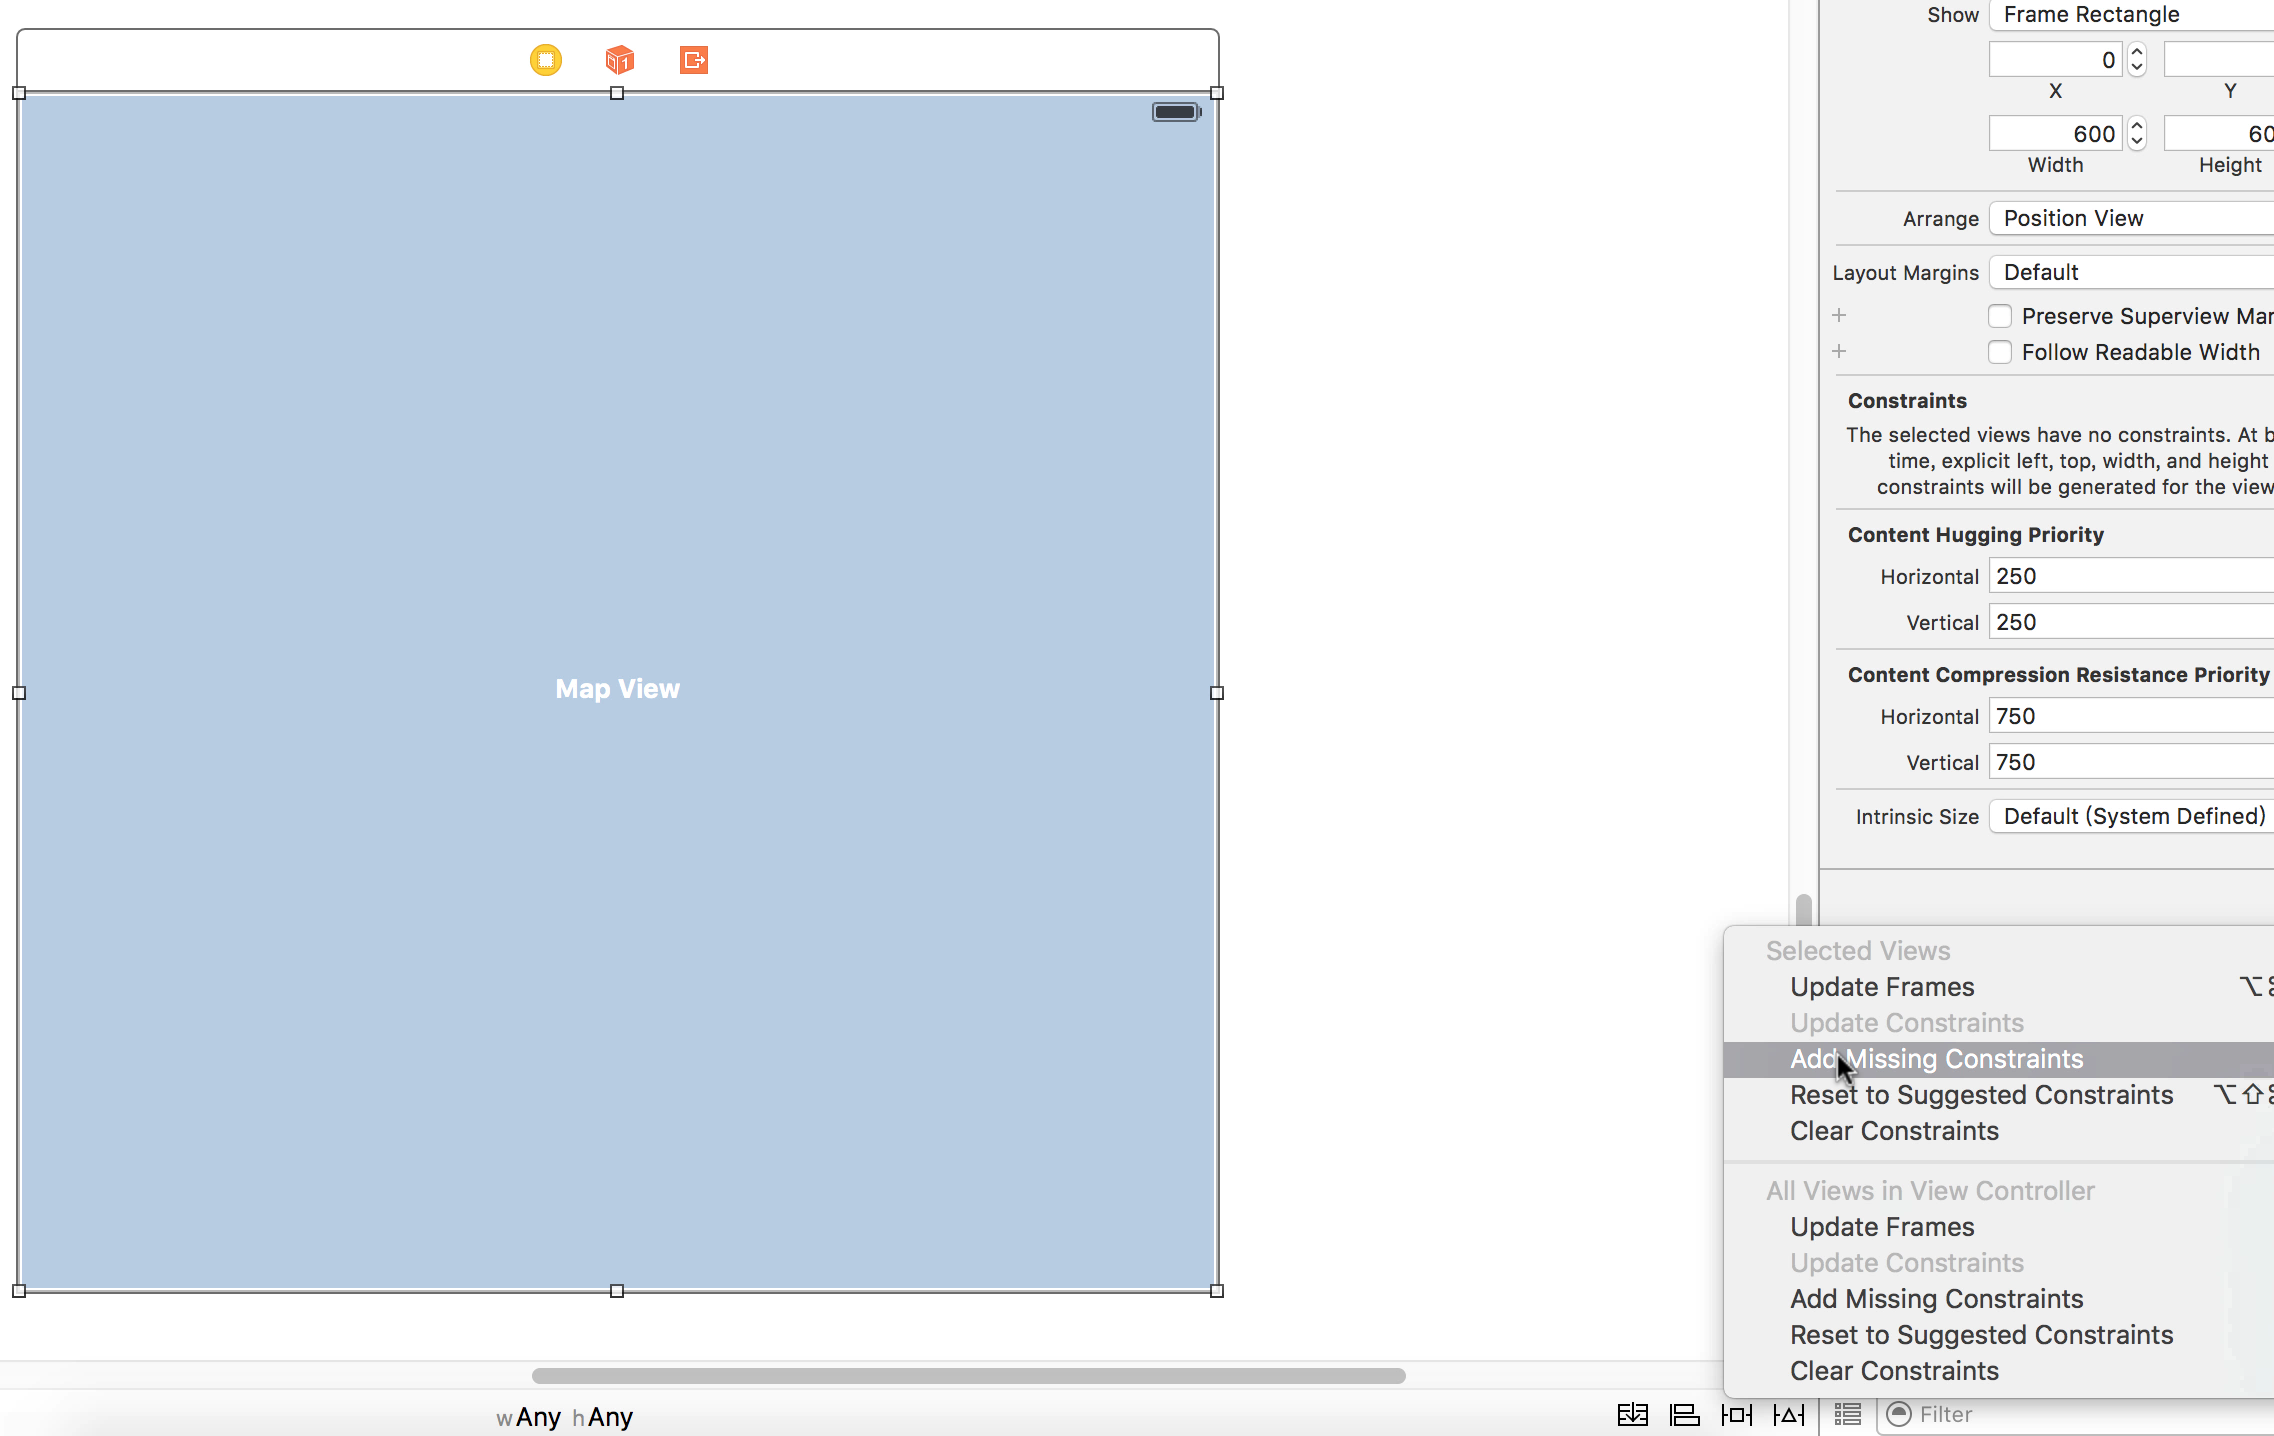 Show Frame Rectangle
0
X Y
600 60
Width Height
Arrange Position View
Layout Margins Default
Preserve Superview Mar
Follow Readable Width
Constraints
The selected views have no constraints. At b
time, explicit left, top, width, and height
constraints will be generated for the view
Content Hugging Priority
Horizontal 250
Vertical 250
Content Compression Resistance Priority
Horizontal 750
Vertical 750
Intrinsic Size Default (System Defined)
Map View
Selected Views
Update Frames ⌥⌘
Update Constraints
Add Missing Constraints
Reset to Suggested Constraints ⌥⇧⌘
Clear Constraints
All Views in View Controller
Update Frames
Update Constraints
Add Missing Constraints
Reset to Suggested Constraints
Clear Constraints
wAny hAny
Filter